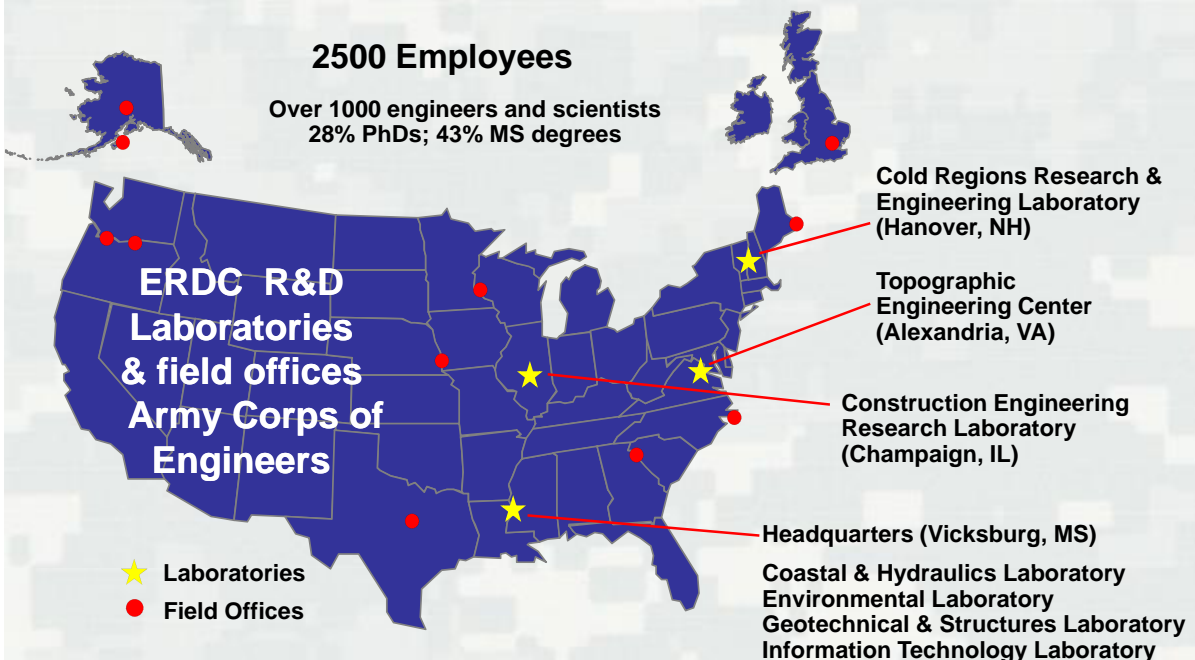 2500 Employees
Over 1000 engineers and scientists
28% PhDs; 43% MS degrees
Cold Regions Research &
Engineering Laboratory
(Hanover, NH)
Topographic
Engineering Center
(Alexandria, VA)
ERDC R&D
Laboratories
& field offices
Army Corps of
Engineers
Construction Engineering
Research Laboratory
(Champaign, IL)
Headquarters (Vicksburg, MS)
Coastal & Hydraulics Laboratory
Environmental Laboratory
Geotechnical & Structures Laboratory
Information Technology Laboratory
Laboratories
Field Offices